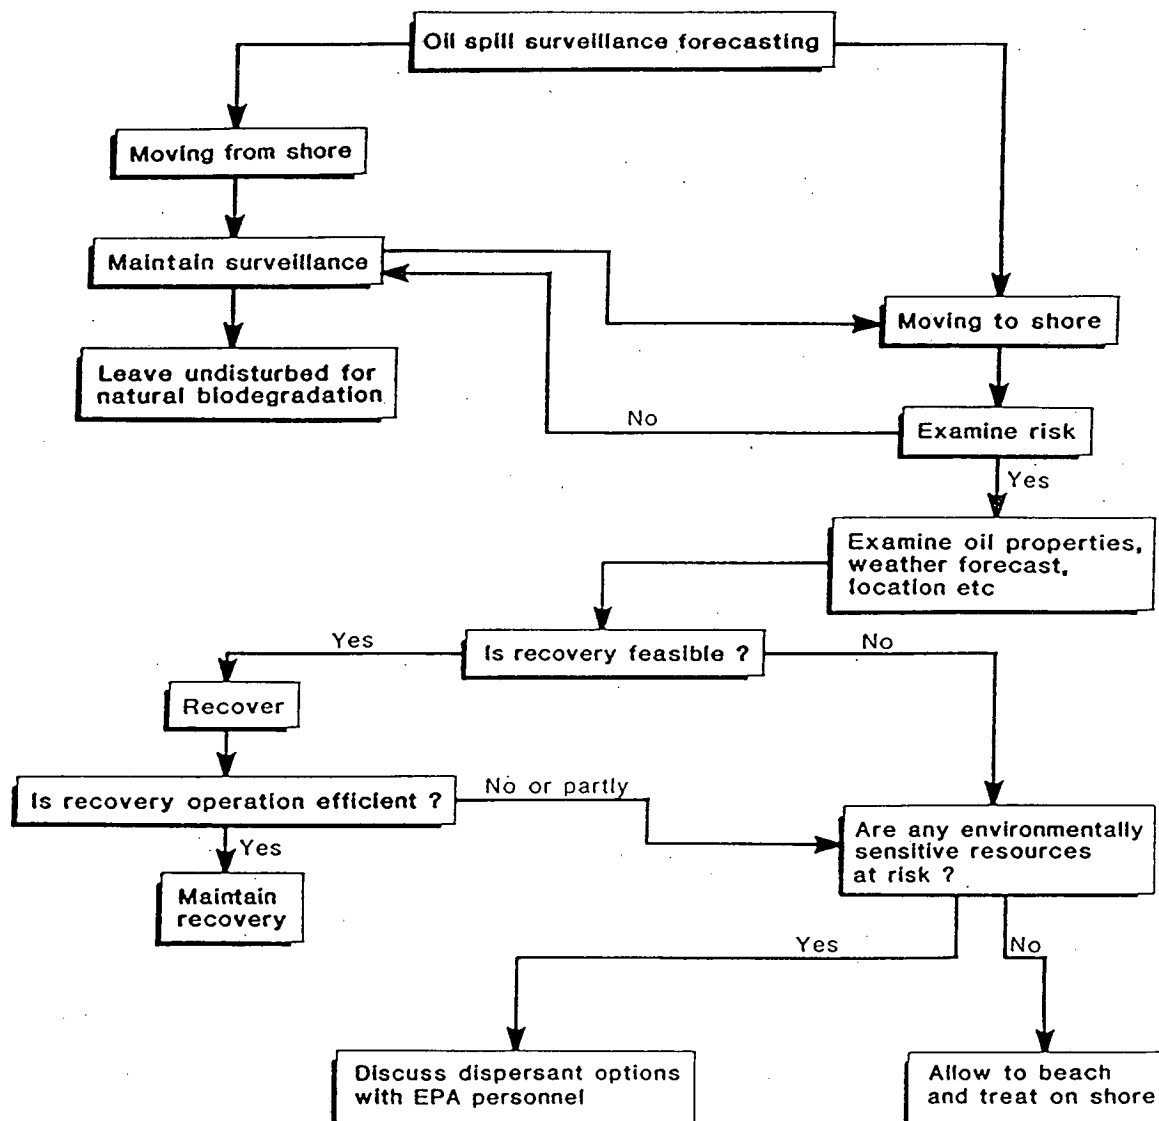 Oil spill surveillance forecasting
Moving from shore
Maintain surveillance
Moving to shore
Leave undisturbed for
natural biodegradation
No
Examine risk
Yes
Examine oil properties,
weather forecast,
location etc
Yes
Is recovery feasible ?
No
Recover
Is recovery operation efficient ?
No or partly
Yes
Are any environmentally
sensitive resources
at risk ?
Maintain
recovery
Yes
No
Discuss dispersant options
with EPA personnel
Allow to beach
and treat on shore